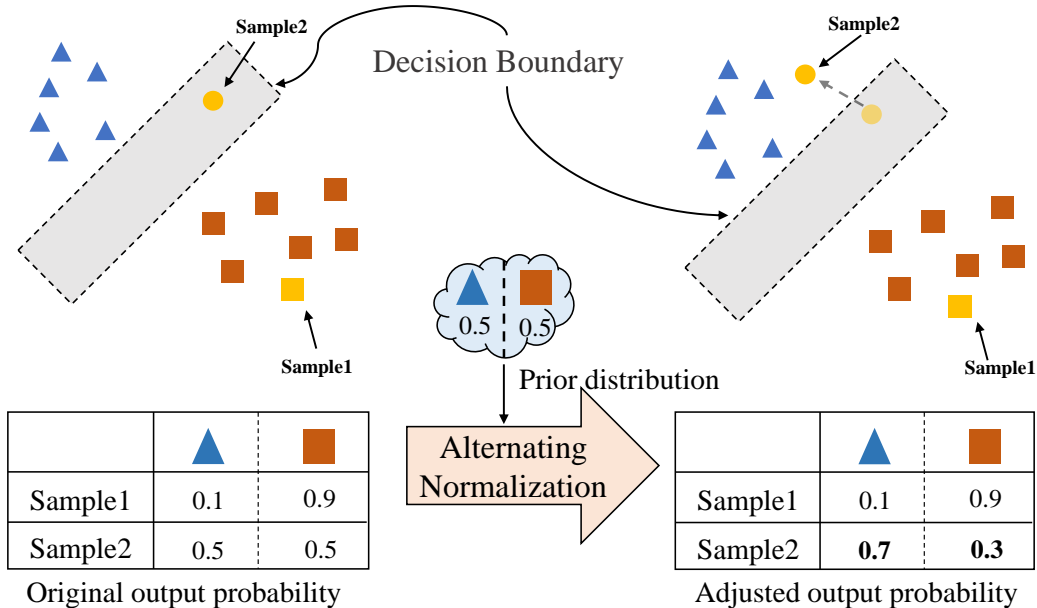 Sample2
Sample2
Decision Boundary
0.5 0.5
Sample1
Sample1
Prior distribution
Alternating
Normalization
Sample1 0.1 0.9
Sample2 0.5 0.5
Original output probability
Sample1 0.1 0.9
Sample2 0.7 0.3
Adjusted output probability